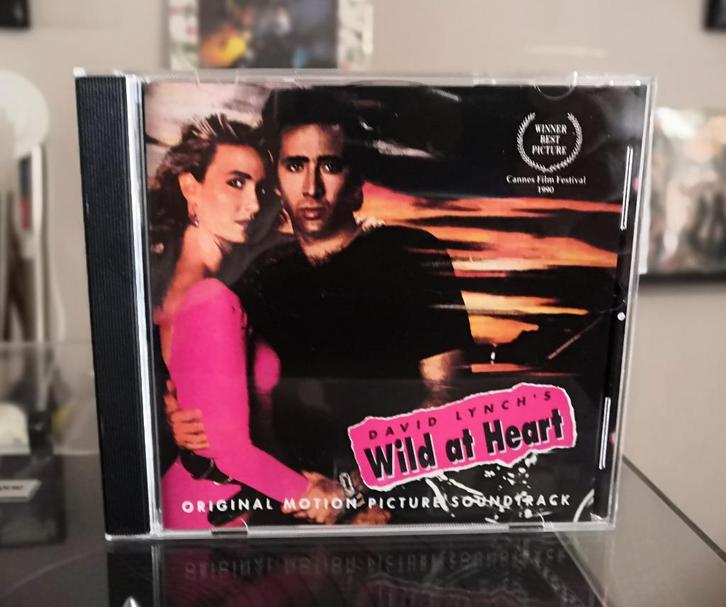 WINNER
BEST
PICTURE
Cannes Film Festival
1990
DAVID LYNCH'S
Wild at Heart
ORIGINAL MOTION PICTURE SOUNDTRACK